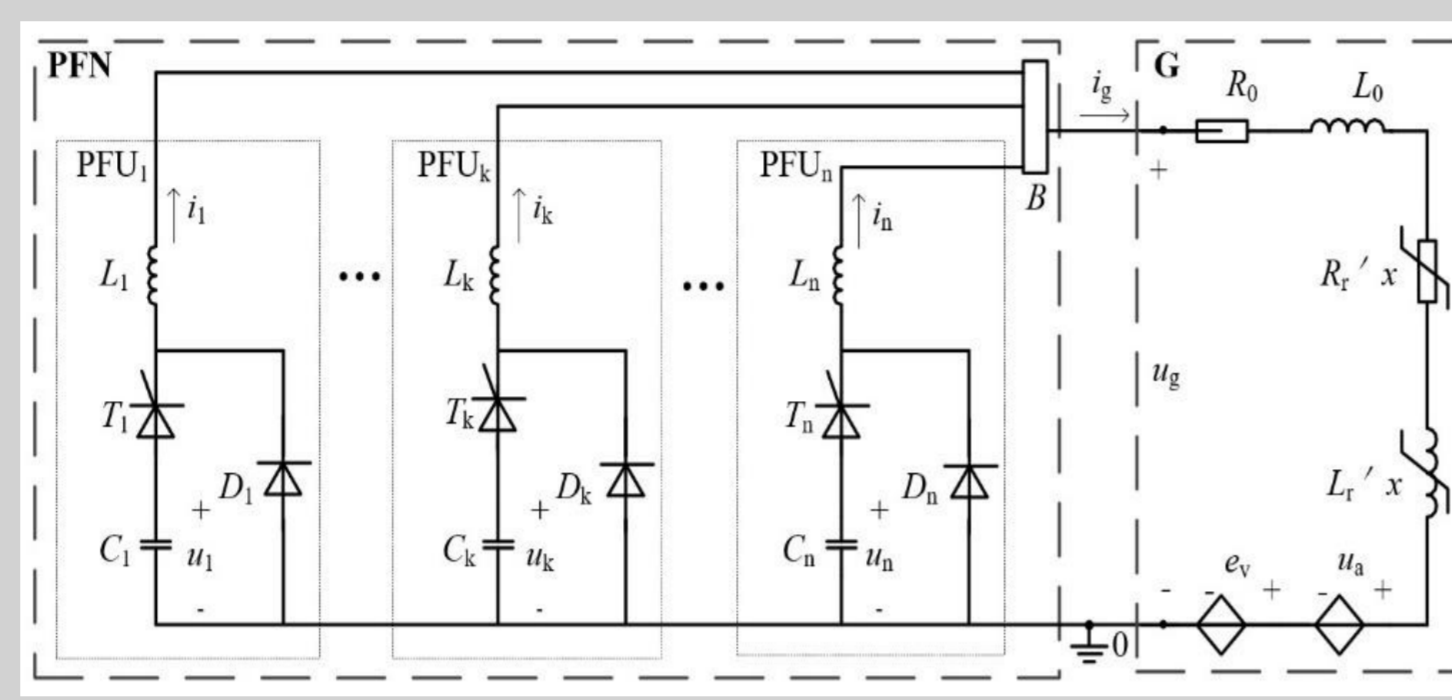 PFN
G
i_g
R_0
L_0
PFU_1
PFU_k
PFU_n
B
+
i_1
i_k
i_n
L_1
...
L_k
...
L_n
R_r′ x
u_g
T_1
T_k
T_n
D_1
D_k
D_n
L_r′ x
+
+
+
C_1
u_1
C_k
u_k
C_n
u_n
e_v
u_a
-
-
+
-
+
-
-
-
0